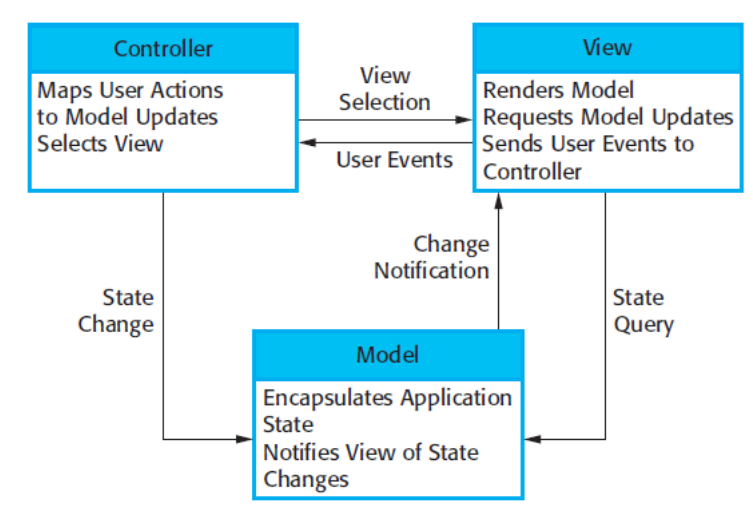 Controller
Maps User Actions
to Model Updates
Selects View
View
Selection
User Events
View
Renders Model
Requests Model Updates
Sends User Events to
Controller
State
Change
Change
Notification
State
Query
Model
Encapsulates Application
State
Notifies View of State
Changes